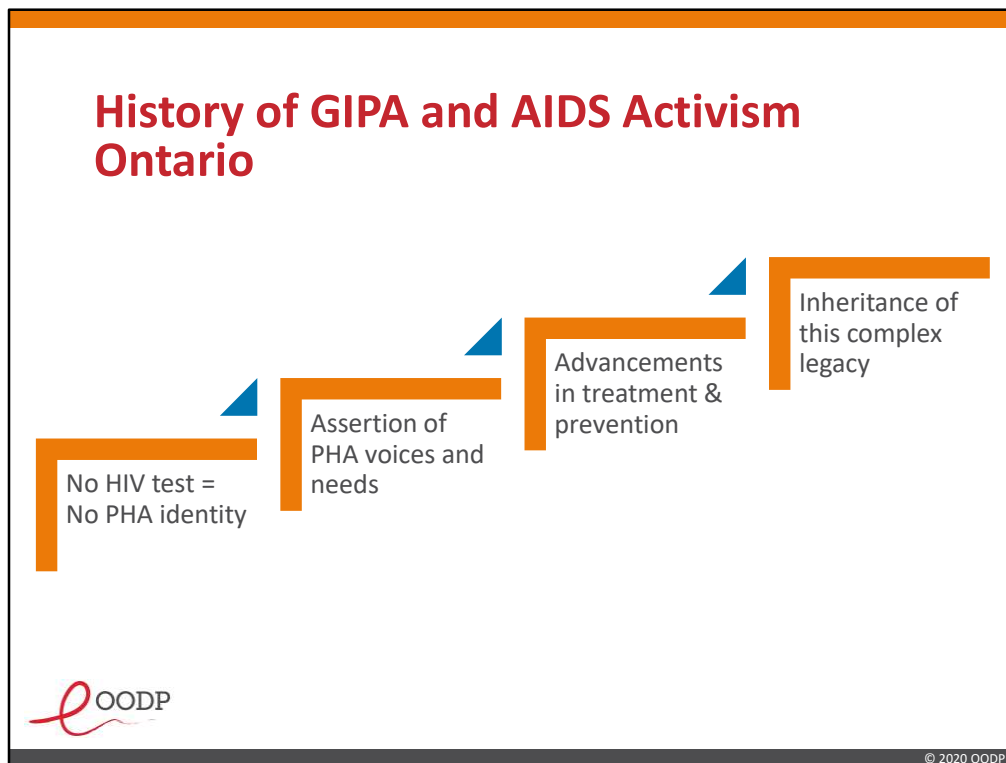 History of GIPA and AIDS Activism
Ontario
No HIV test =
No PHA identity
Assertion of
PHA voices and
needs
Advancements
in treatment &
prevention
Inheritance of
this complex
legacy
OODP
© 2020 OODP